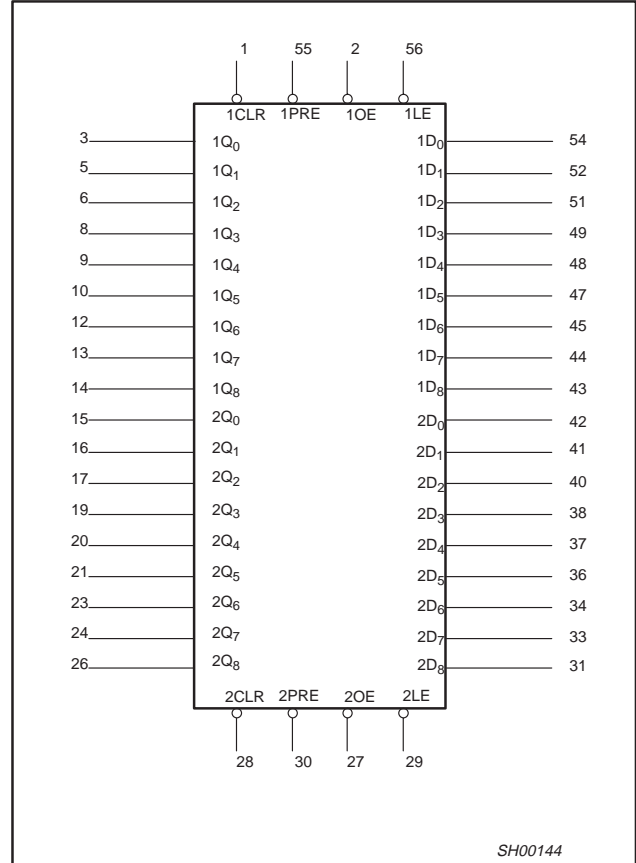 1 55 2 56
1CLR 1PRE 1OE 1LE
3 1Q0 1D0 54
5 1Q1 1D1 52
6 1Q2 1D2 51
8 1Q3 1D3 49
9 1Q4 1D4 48
10 1Q5 1D5 47
12 1Q6 1D6 45
13 1Q7 1D7 44
14 1Q8 1D8 43
15 2Q0 2D0 42
16 2Q1 2D1 41
17 2Q2 2D2 40
19 2Q3 2D3 38
20 2Q4 2D4 37
21 2Q5 2D5 36
23 2Q6 2D6 34
24 2Q7 2D7 33
26 2Q8 2D8 31
2CLR 2PRE 2OE 2LE
28 30 27 29
SH00144